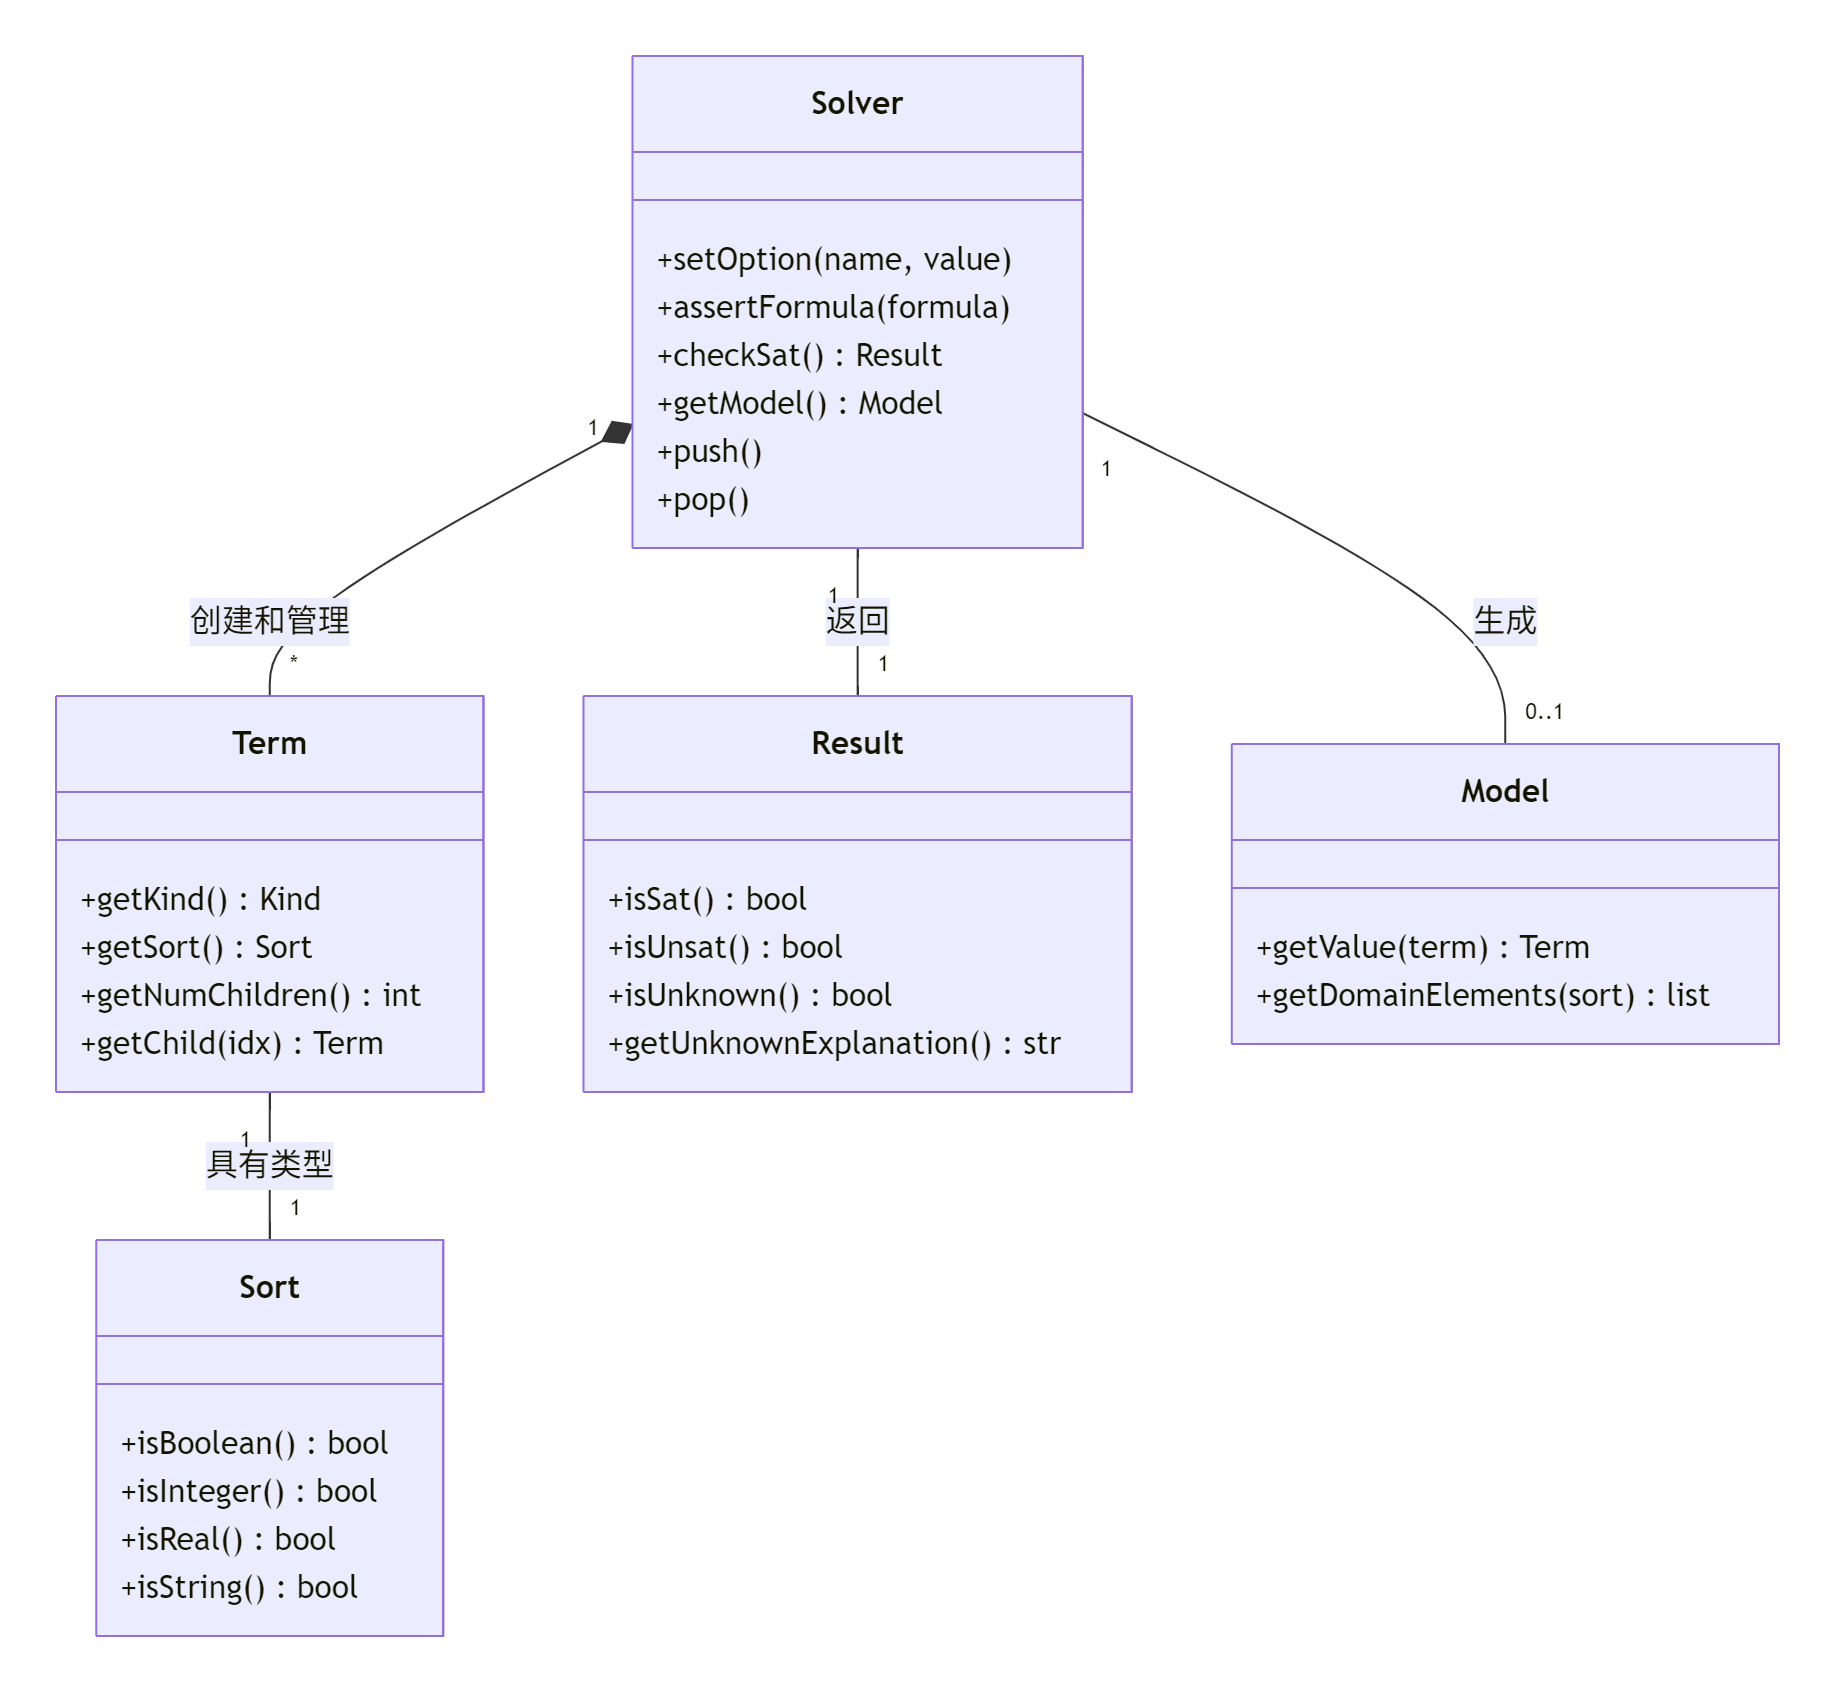 Solver
+setOption(name, value)
+assertFormula(formula)
+checkSat() : Result
+getModel() : Model
+push()
+pop()
1
1
1
创建和管理
返回
生成
*
1
0..1
Term
+getKind() : Kind
+getSort() : Sort
+getNumChildren() : int
+getChild(idx) : Term
Result
+isSat() : bool
+isUnsat() : bool
+isUnknown() : bool
+getUnknownExplanation() : str
Model
+getValue(term) : Term
+getDomainElements(sort) : list
1
具有类型
1
Sort
+isBoolean() : bool
+isInteger() : bool
+isReal() : bool
+isString() : bool